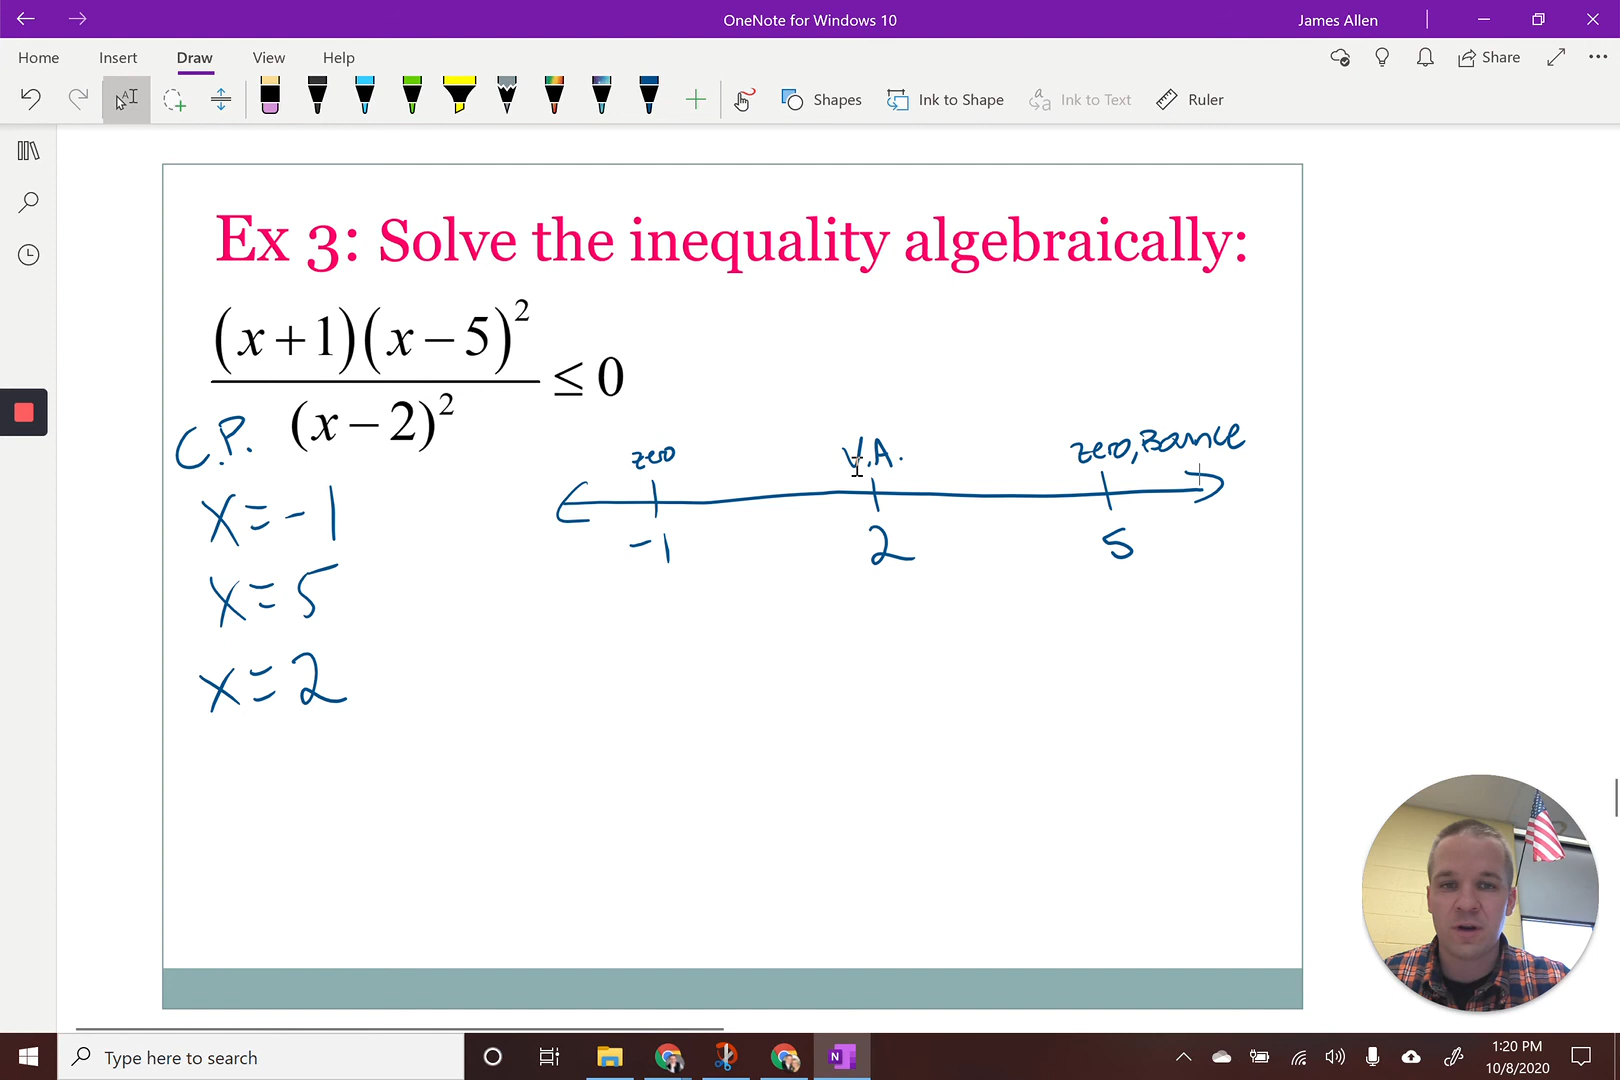 OneNote for Windows 10
James Allen
Home Insert Draw View Help
Share
Shapes Ink to Shape Ink to Text Ruler
Ex 3: Solve the inequality algebraically:
(x+1)(x−5)²
≤ 0
(x−2)²
C.P.
zero V.A. zero, Bounce
-1 2 5
x = -1
x = 5
x = 2
Type here to search
1:20 PM
10/8/2020